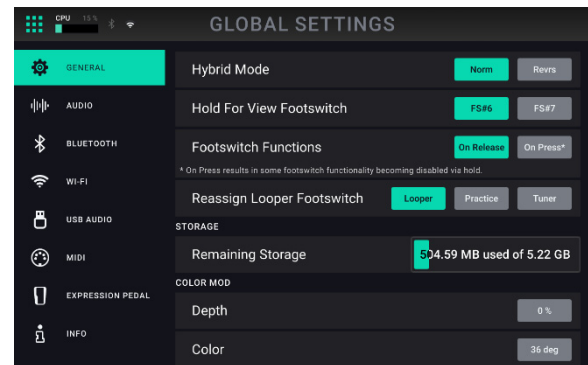 CPU 15 %
GLOBAL SETTINGS
GENERAL
AUDIO
BLUETOOTH
WI-FI
USB AUDIO
MIDI
EXPRESSION PEDAL
INFO
Hybrid Mode Norm Revrs
Hold For View Footswitch FS#6 FS#7
Footswitch Functions On Release On Press*
* On Press results in some footswitch functionality becoming disabled via hold.
Reassign Looper Footswitch Looper Practice Tuner
STORAGE
Remaining Storage 504.59 MB used of 5.22 GB
COLOR MOD
Depth 0 %
Color 36 deg